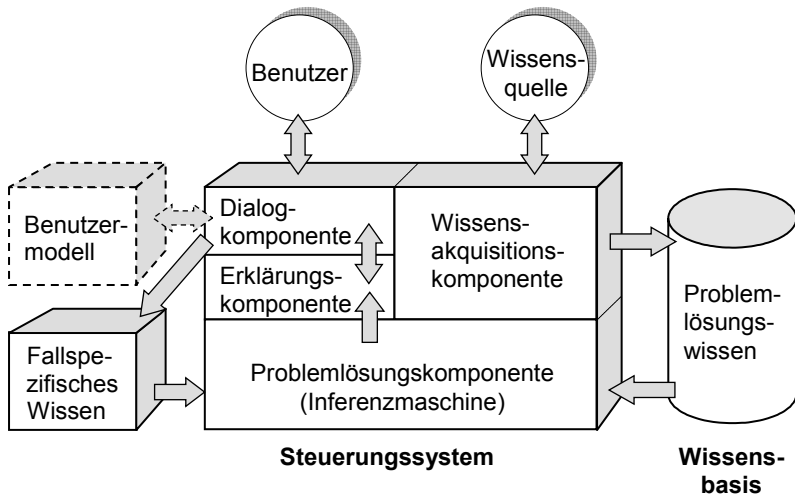 Benutzer
Wissens-
quelle
Benutzer-
modell
Dialog-
komponente
Erklärungs-
komponente
Wissen-
akquisitions-
komponente
Problem-
lösungs-
wissen
Fallspe-
zifisches
Wissen
Problemlösungskomponente
(Inferenzmaschine)
Steuerungssystem
Wissens-
basis